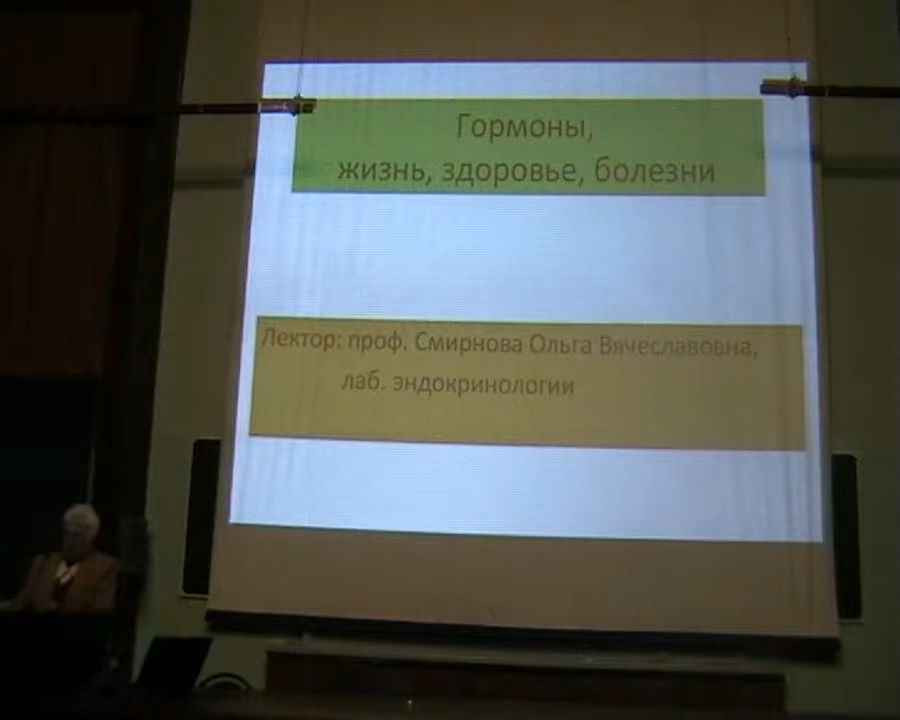 Гормоны,
жизнь, здоровье, болезни
Лектор: проф. Смирнова Ольга Вячеславовна,
лаб. эндокринологии